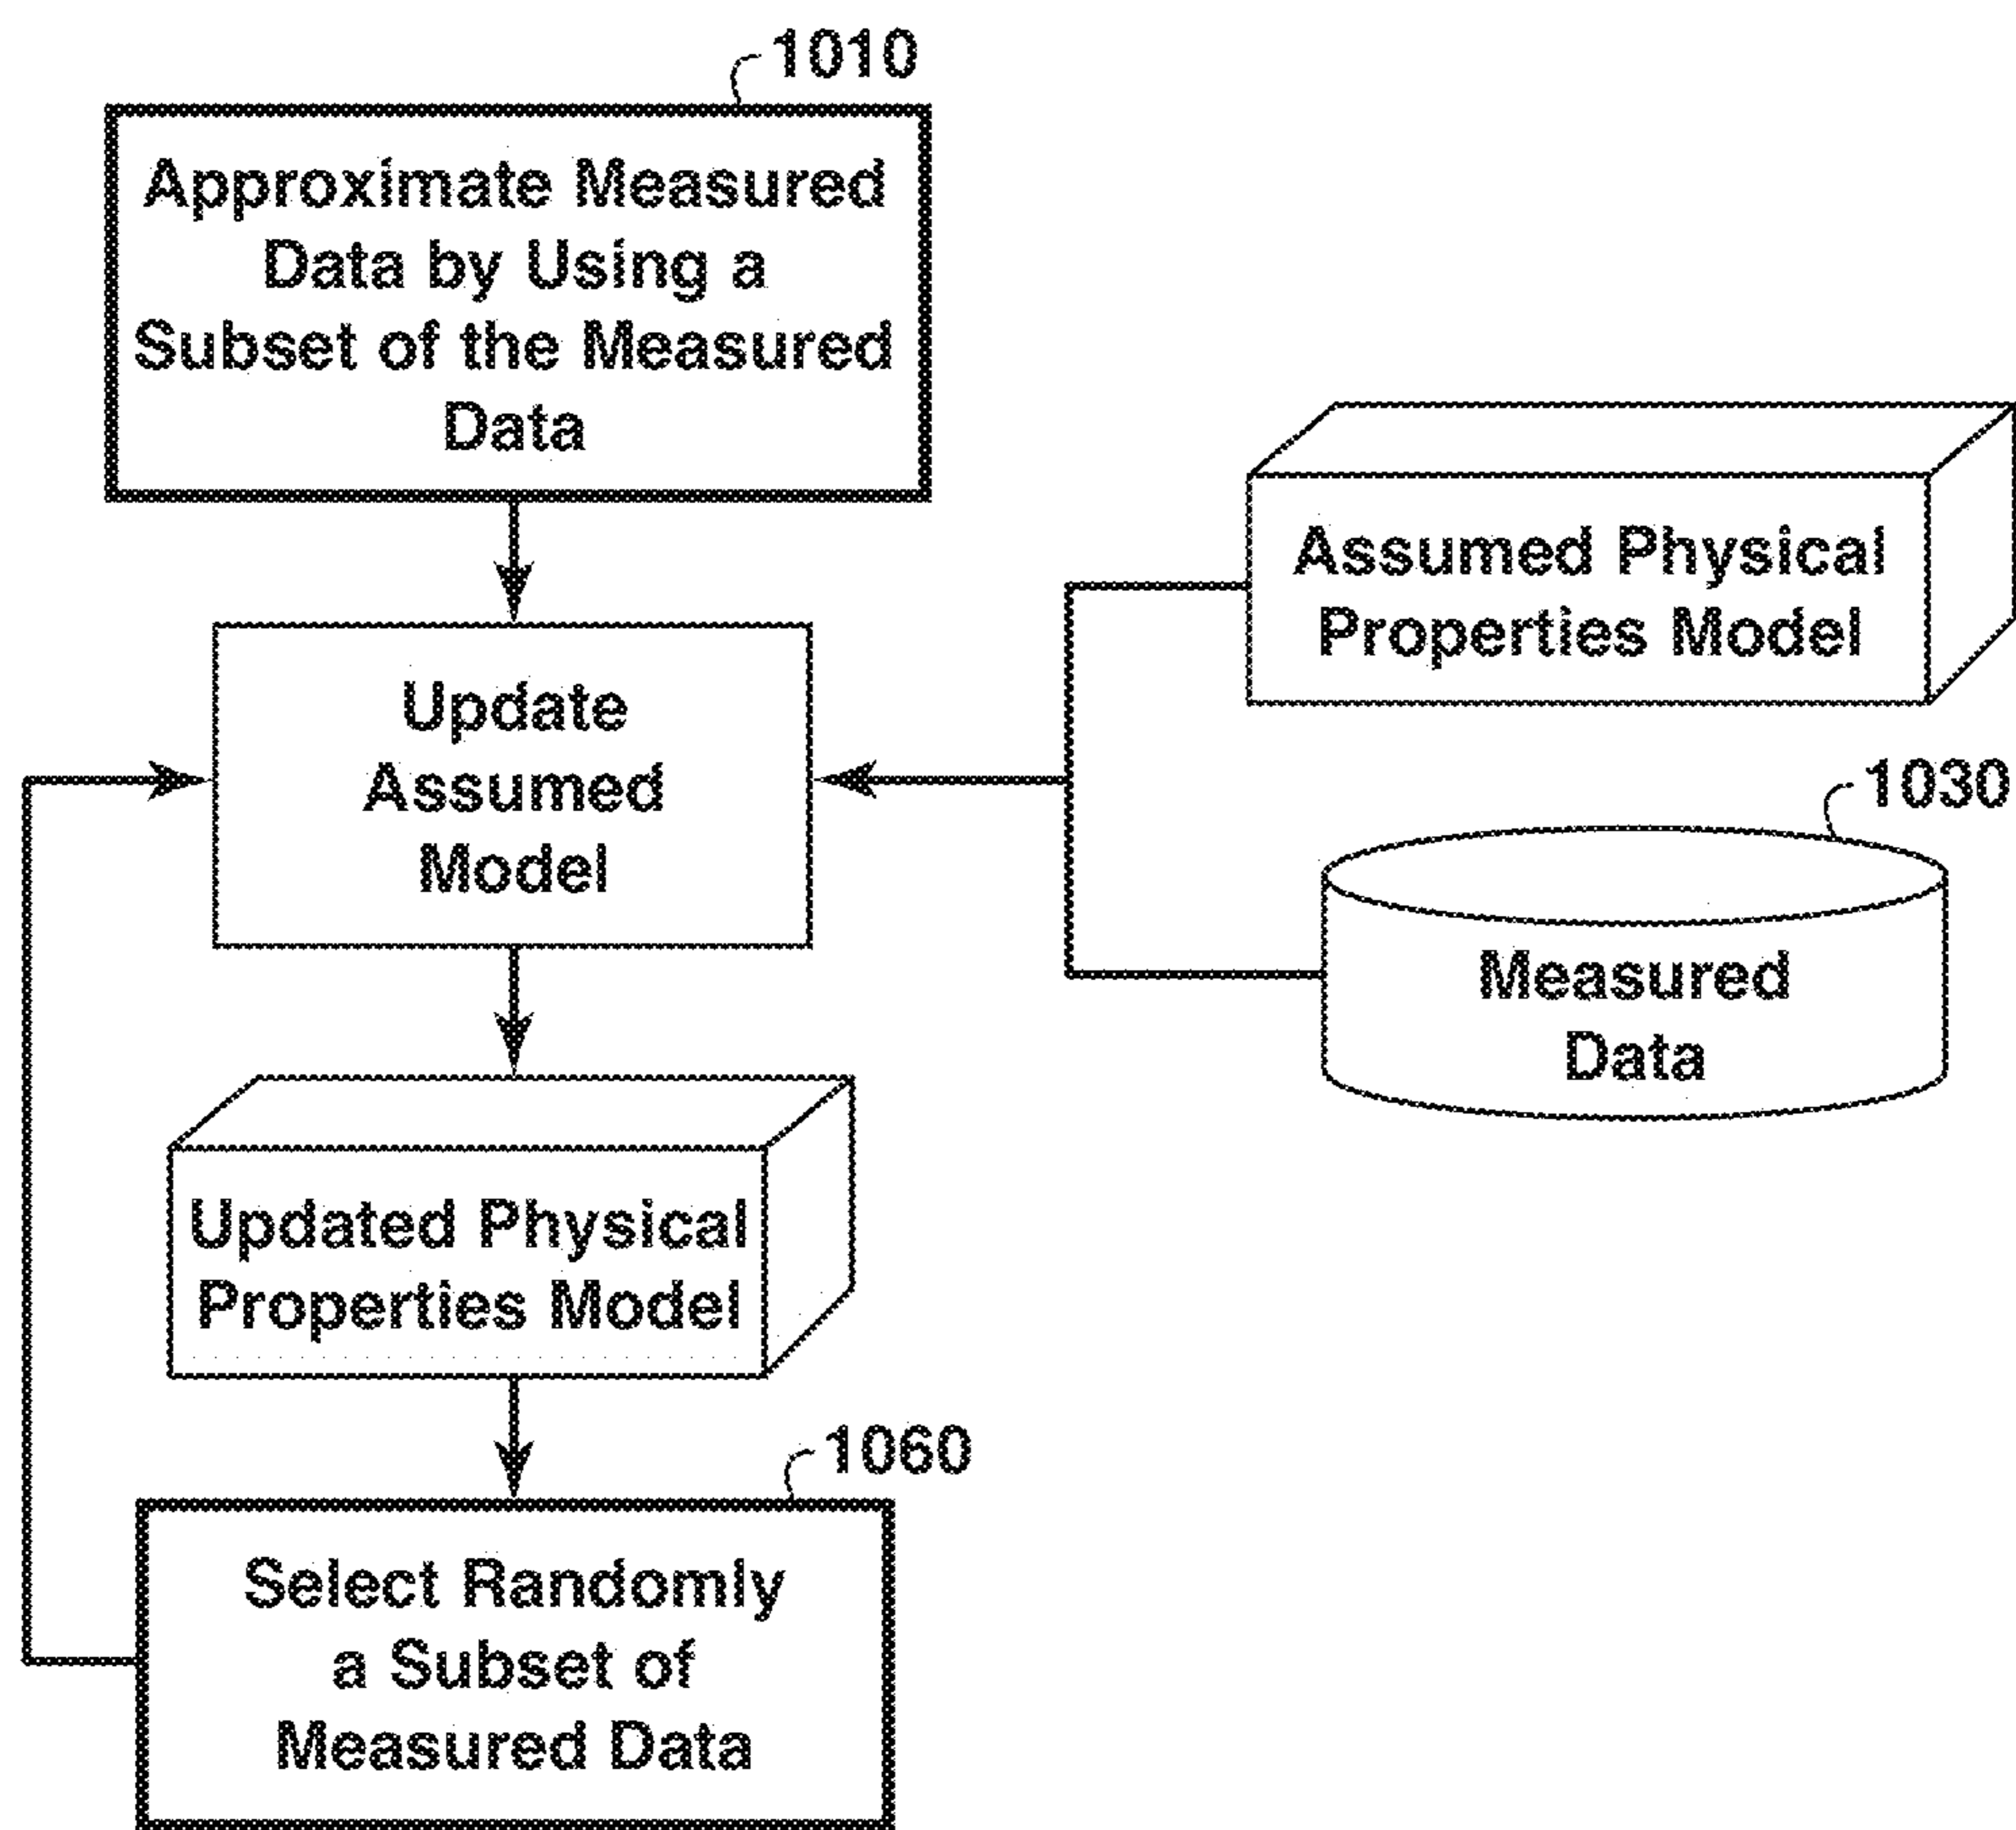 1010
Approximate Measured
Data by Using a
Subset of the Measured
Data
Assumed Physical
Properties Model
Update
Assumed
Model
1030
Measured
Data
Updated Physical
Properties Model
1060
Select Randomly
a Subset of
Measured Data